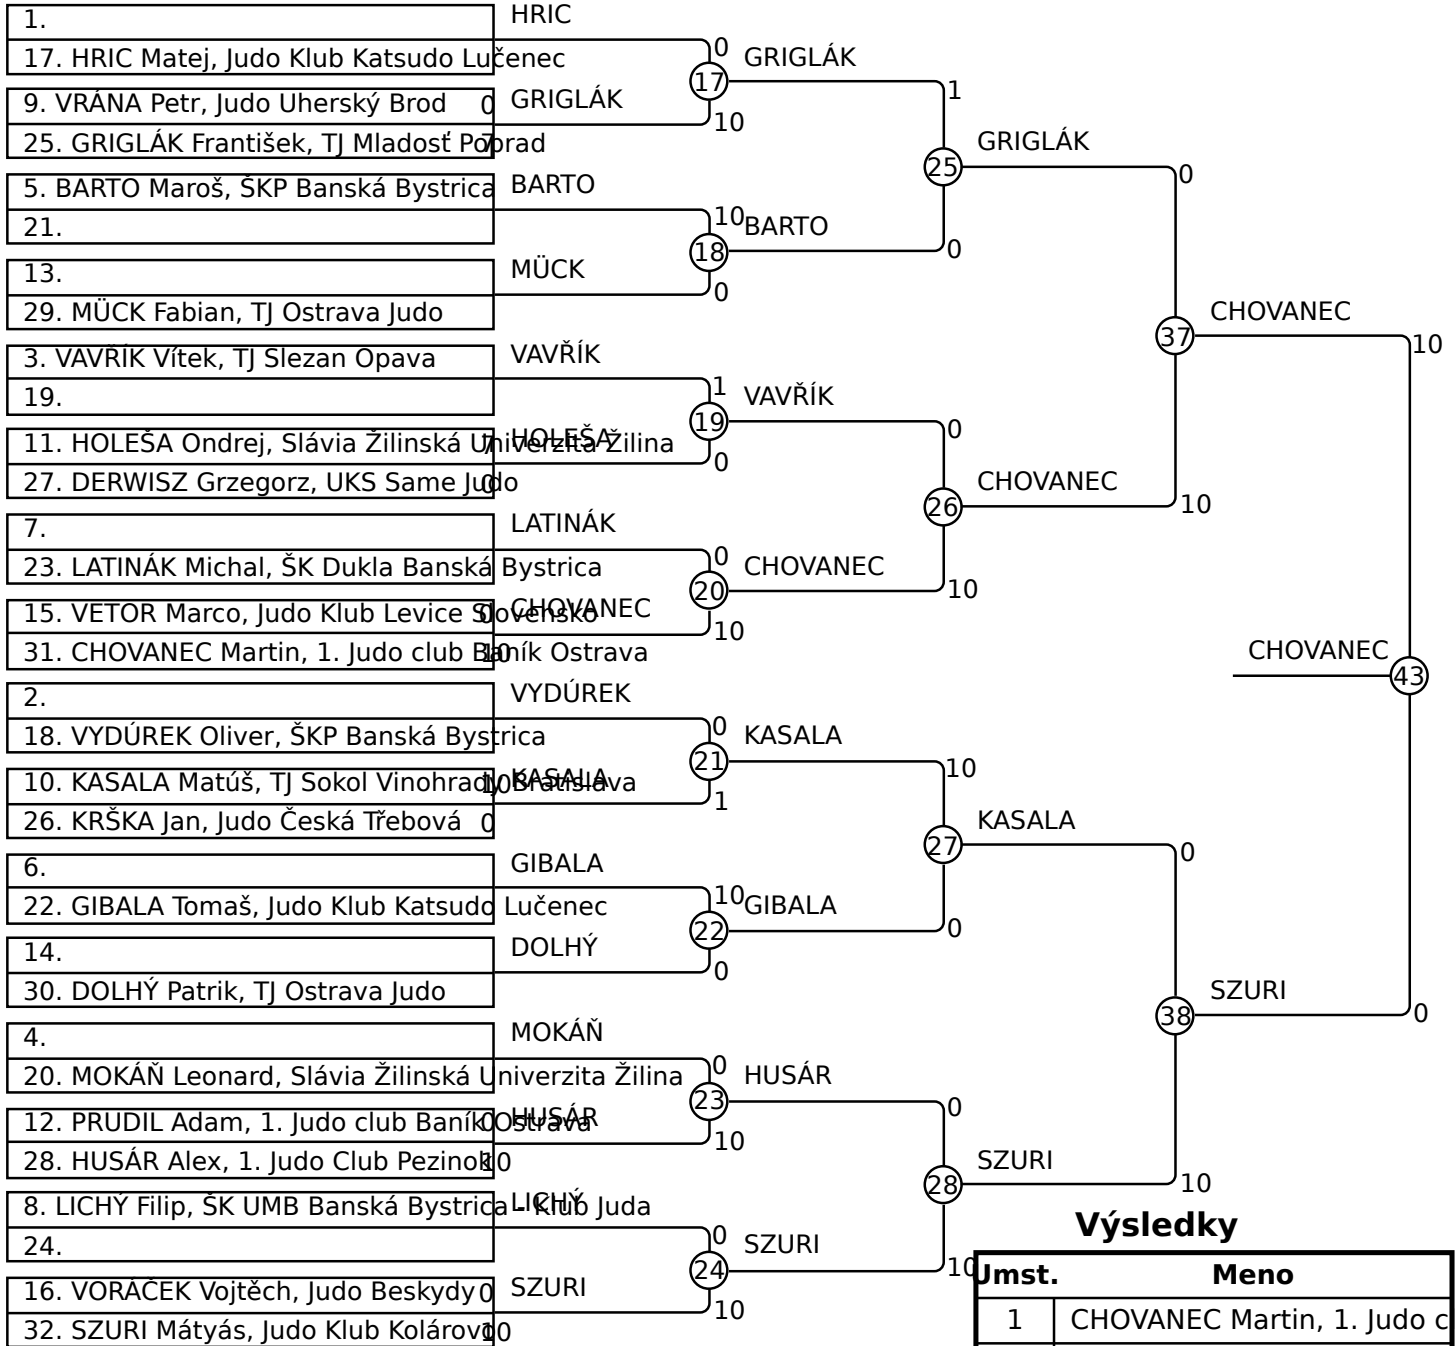 1.
17. HRIC Matej, Judo Klub Katsudo Lučenec
9. VRÁNA Petr, Judo Uherský Brod 0
25. GRIGLÁK František, TJ Mladosť Poprad 7
5. BARTO Maroš, ŠKP Banská Bystrica
21.
13.
29. MÜCK Fabian, TJ Ostrava Judo
3. VAVŘÍK Vítek, TJ Slezan Opava
19.
11. HOLEŠA Ondrej, Slávia Žilinská Univerzita Žilina 7
27. DERWISZ Grzegorz, UKS Same Judo 0
7.
23. LATINÁK Michal, ŠK Dukla Banská Bystrica
15. VETOR Marco, Judo Klub Levice Slovensko 0
31. CHOVANEC Martin, 1. Judo club Baník Ostrava 10
2.
18. VYDÚREK Oliver, ŠKP Banská Bystrica
10. KASALA Matúš, TJ Sokol Vinohrady Bratislava 10
26. KRŠKA Jan, Judo Česká Třebová 0
6.
22. GIBALA Tomaš, Judo Klub Katsudo Lučenec
14.
30. DOLHÝ Patrik, TJ Ostrava Judo
4.
20. MOKÁŇ Leonard, Slávia Žilinská Univerzita Žilina
12. PRUDIL Adam, 1. Judo club Baník Ostrava 0
28. HUSÁR Alex, 1. Judo Club Pezinok 10
8. LICHÝ Filip, ŠK UMB Banská Bystrica - Klub Juda
24.
16. VORÁČEK Vojtěch, Judo Beskydy 0
32. SZURI Mátyás, Judo Klub Kolárovo 10
HRIC
0
17
GRIGLÁK
10
BARTO
10
18
MÜCK
0
VAVŘÍK
1
19
HOLEŠA
0
LATINÁK
0
20
CHOVANEC
10
VYDÚREK
0
21
KASALA
1
GIBALA
10
22
DOLHÝ
0
MOKÁŇ
0
23
HUSÁR
10
LICHÝ
0
24
SZURI
10
GRIGLÁK
1
25
BARTO
0
VAVŘÍK
0
26
CHOVANEC
10
KASALA
10
27
GIBALA
0
HUSÁR
0
28
SZURI
10
GRIGLÁK
0
37
CHOVANEC
10
KASALA
0
38
SZURI
10
CHOVANEC
10
CHOVANEC
43
SZURI
0
Výsledky
Umst. Meno
1 CHOVANEC Martin, 1. Judo c